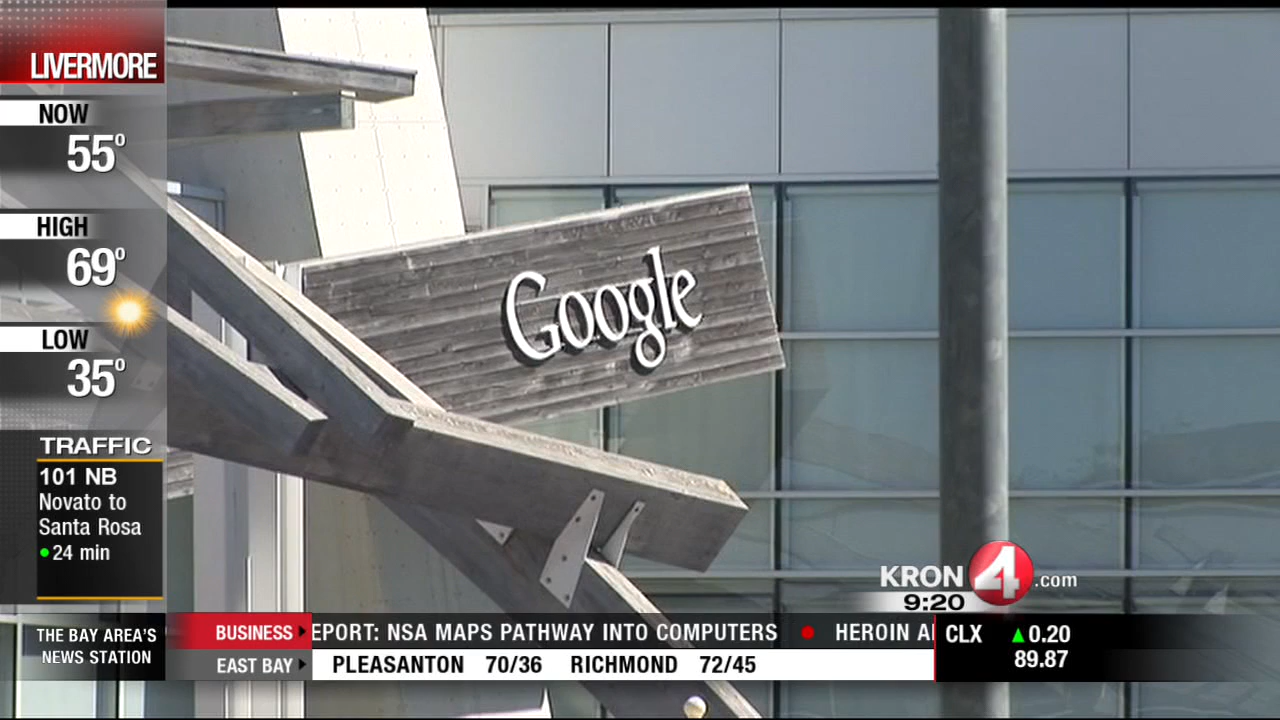 LIVERMORE
NOW
55°
HIGH
69°
LOW
35°
TRAFFIC
101 NB
Novato to
Santa Rosa
24 min
THE BAY AREA'S
NEWS STATION
Google
KRON 4.com
9:20
BUSINESS
EPORT: NSA MAPS PATHWAY INTO COMPUTERS HEROIN A
EAST BAY
PLEASANTON 70/36 RICHMOND 72/45
CLX 0.20
89.87